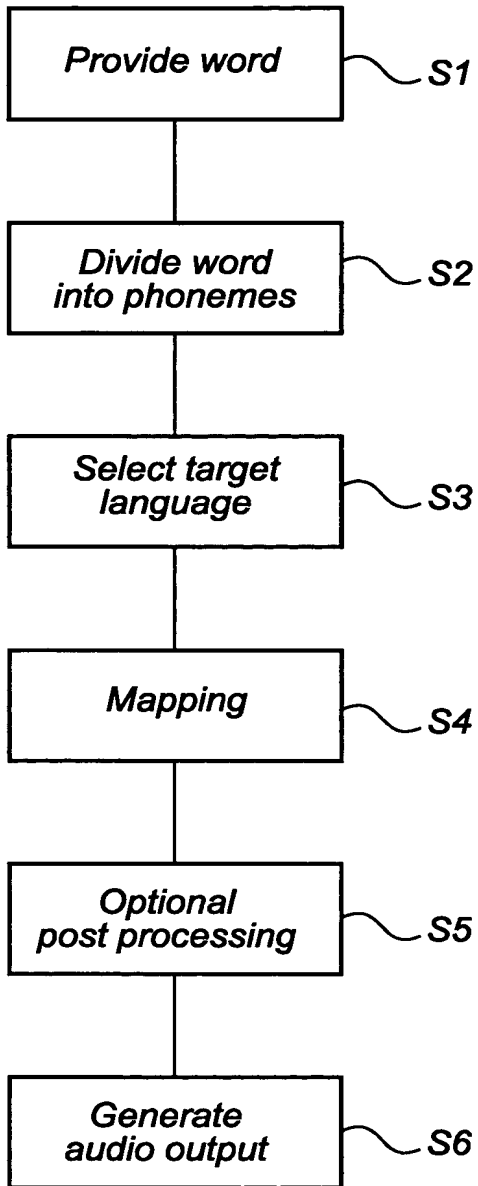 Provide word
S1
Divide word
into phonemes
S2
Select target
language
S3
Mapping
S4
Optional
post processing
S5
Generate
audio output
S6